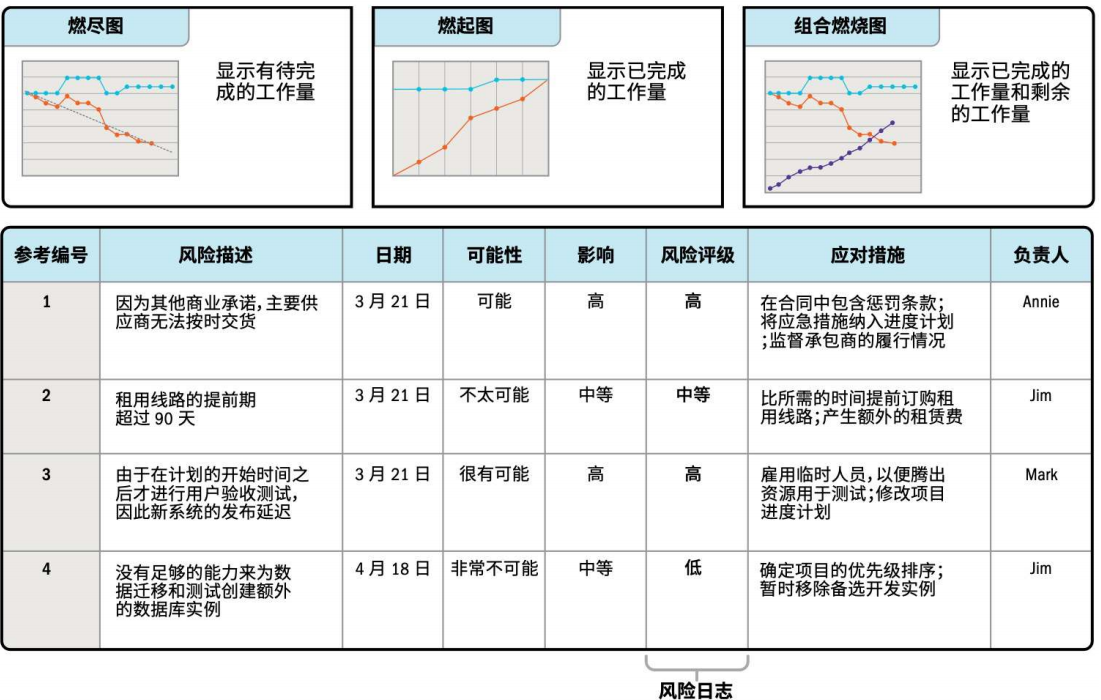 燃尽图
显示有待完
成的工作量
燃起图
显示已完成
的工作量
组合燃烧图
显示已完成的
工作量和剩余
的工作量
参考编号 风险描述 日期 可能性 影响 风险评级 应对措施 负责人
1
因为其他商业承诺，主要供
应商无法按时交货
3 月 21 日
可能
高
高
在合同中包含惩罚条款；
将应急措施纳入进度计划
；监督承包商的履行情况
Annie
2
租用线路的提前期
超过 90 天
3 月 21 日
不太可能
中等
中等
比所需的时间提前订购租
用线路；产生额外的租赁费
Jim
3
由于在计划的开始时间之
后才进行用户验收测试，
因此新系统的发布延迟
3 月 21 日
很有可能
高
高
雇用临时人员，以便腾出
资源用于测试；修改项目
进度计划
Mark
4
没有足够的能力来为数
据迁移和测试创建额外
的数据库实例
4 月 18 日
非常不可能
中等
低
确定项目的优先级排序；
暂时移除备选开发实例
Jim
风险日志